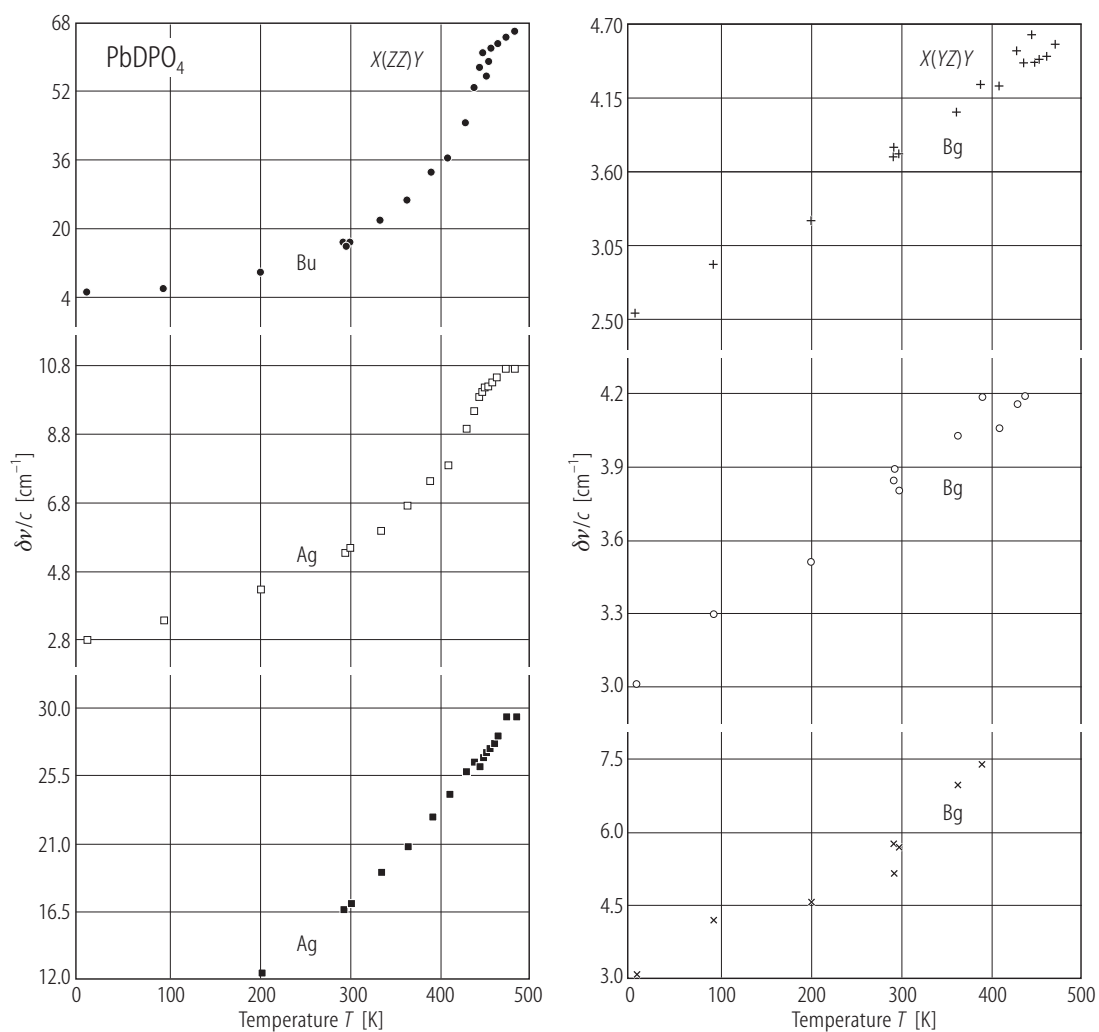 PbDPO₄
X(ZZ)Y
68
52
36
20
4
Bu
10.8
8.8
6.8
4.8
2.8
Ag
δν/c [cm⁻¹]
30.0
25.5
21.0
16.5
12.0
Ag
0 100 200 300 400 500
Temperature T [K]
X(YZ)Y
4.70
4.15
3.60
3.05
2.50
Bg
4.2
3.9
3.6
3.3
3.0
Bg
δν/c [cm⁻¹]
7.5
6.0
4.5
3.0
Bg
0 100 200 300 400 500
Temperature T [K]